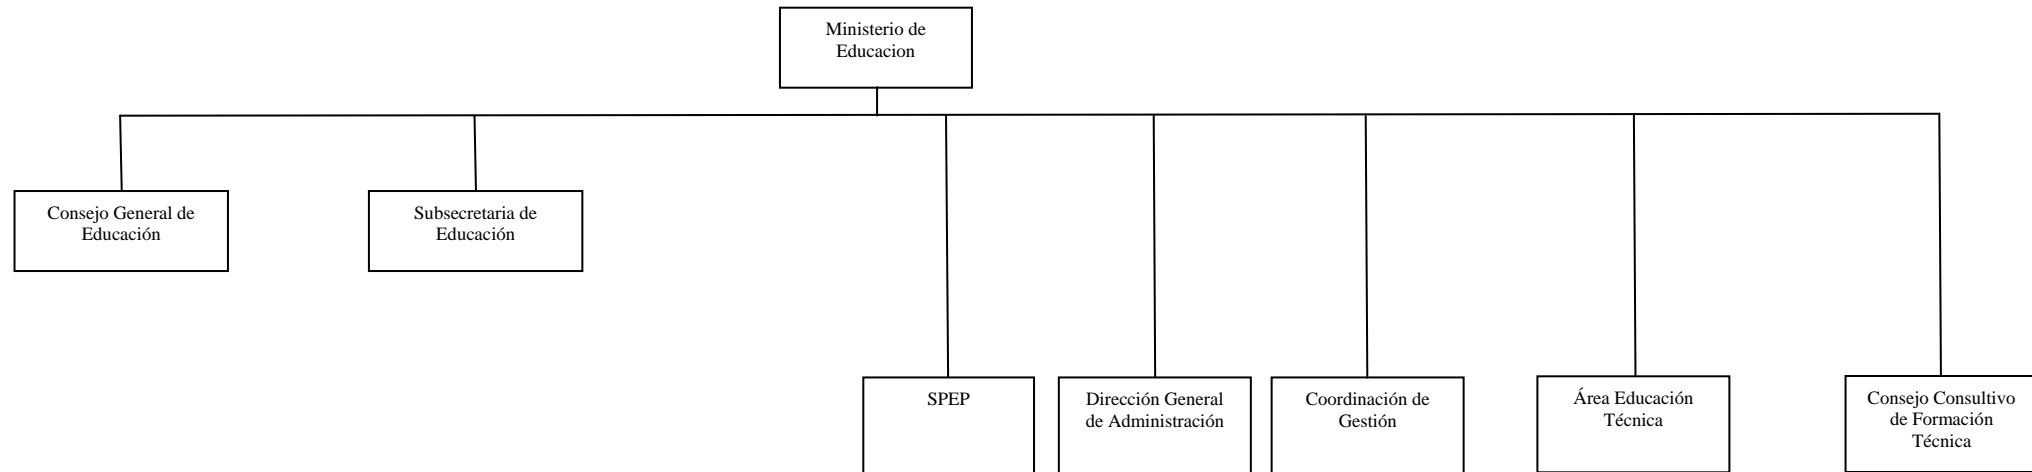 Ministerio de
Educacion
Consejo General de
Educación
Subsecretaria de
Educación
SPEP
Dirección General
de Administración
Coordinación de
Gestión
Área Educación
Técnica
Consejo Consultivo
de Formación
Técnica